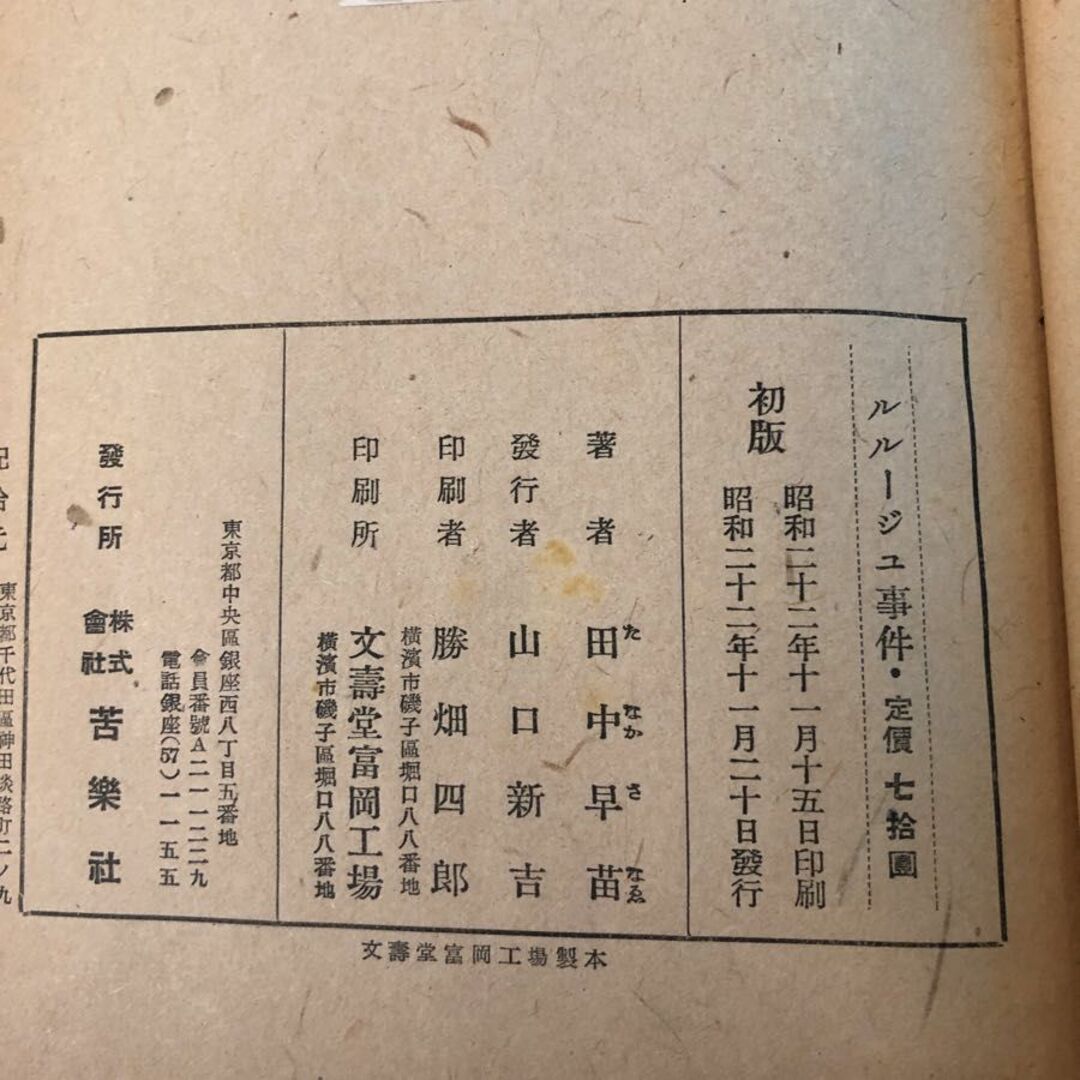 ルルージュ事件・定價七拾圓
初版
昭和二十二年十一月十五日印刷
昭和二十二年十一月二十日發行
著者 田中早苗
たなかさなゑ
發行者 山口新吉
印刷者 勝畑四郎
橫濱市磯子區堀口八八番地
印刷所 文壽堂富岡工場
橫濱市磯子區堀口八八番地
東京都中央區銀座西八丁目五番地
會員番號A二一一二二九
電話銀座(57)一一五五
發行所 株式會社 苦樂社
東京都千代田區神田淡路町二ノ九
文壽堂富岡工場製本